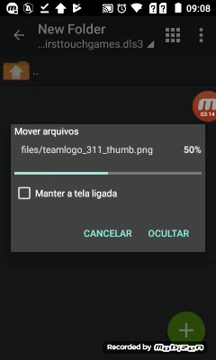 09:08
New Folder
...irsttouchgames.dls3
..
Mover arquivos
files/teamlogo_311_thumb.png 50%
03:14
Manter a tela ligada
CANCELAR OCULTAR
Recorded by mobizen